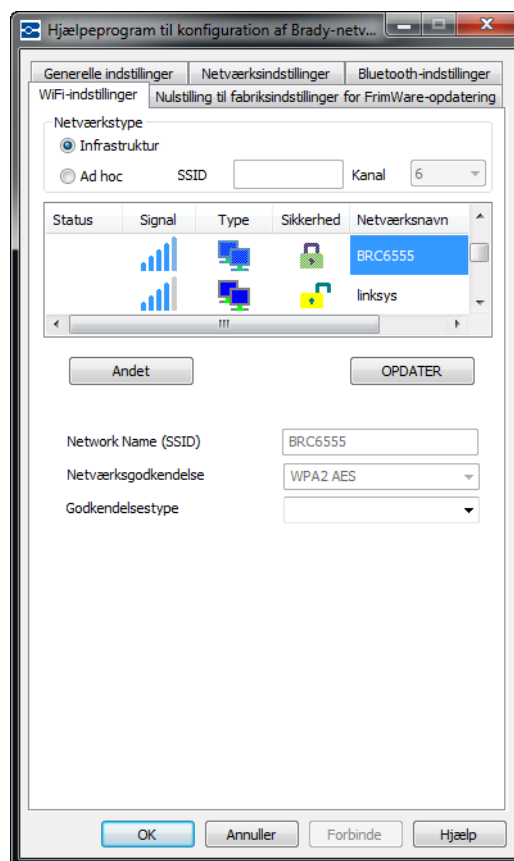 Hjælpeprogram til konfiguration af Brady-netv...
Generelle indstillinger Netværksindstillinger Bluetooth-indstillinger
WiFi-indstillinger Nulstilling til fabriksindstillinger for FrimWare-opdatering
Netværkstype
Infrastruktur
Ad hoc SSID Kanal 6
Status Signal Type Sikkerhed Netværksnavn
BRC6555
linksys
Andet OPDATER
Network Name (SSID) BRC6555
Netværksgodkendelse WPA2 AES
Godkendelsestype
OK Annuller Forbinde Hjælp